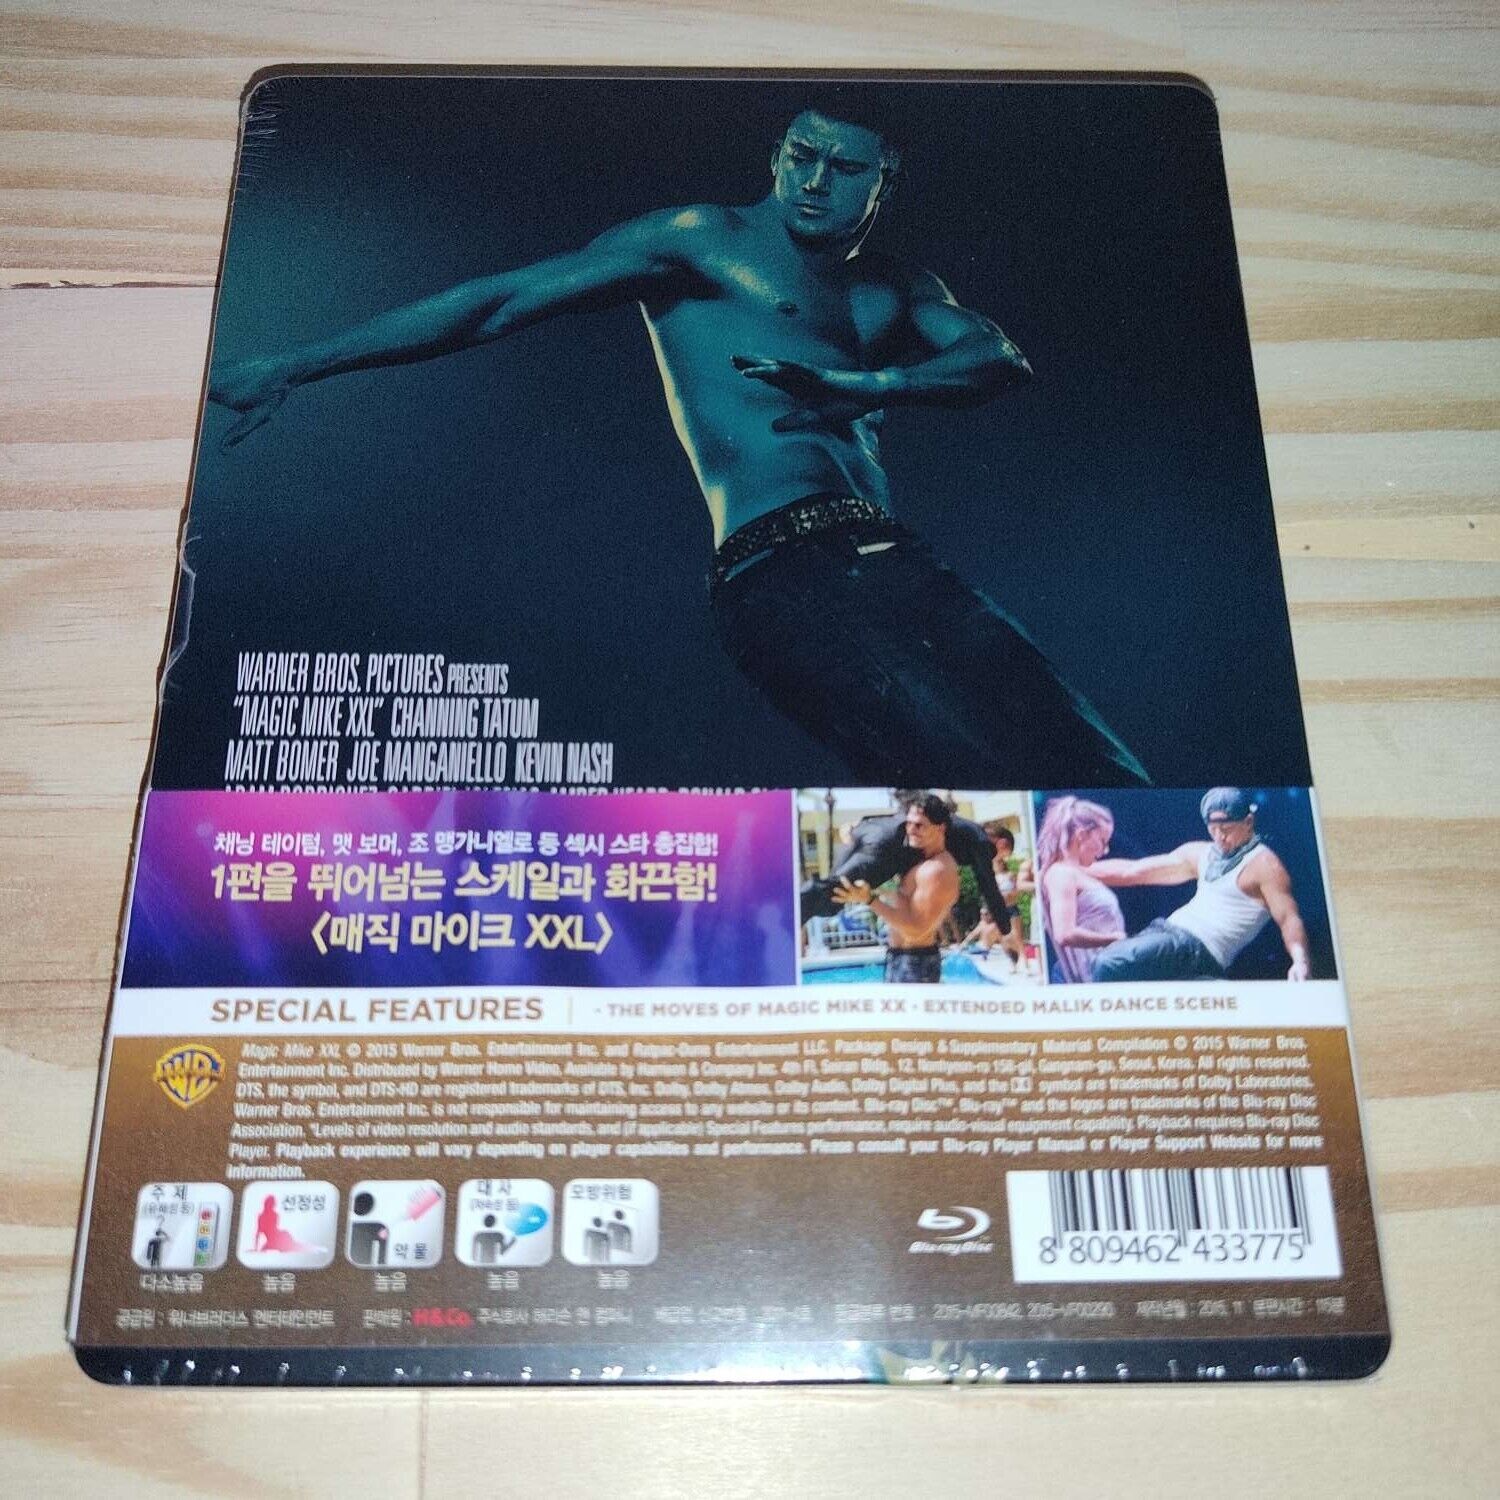 WARNER BROS. PICTURES PRESENTS
"MAGIC MIKE XXL" CHANNING TATUM
MATT BOMER JOE MANGANIELLO KEVIN NASH
채닝 테이텀, 맷 보머, 조 맹가니엘로 등 섹시 스타 총집합!
1편을 뛰어넘는 스케일과 화끈함!
<매직 마이크 XXL>
SPECIAL FEATURES - THE MOVES OF MAGIC MIKE XX - EXTENDED MALIK DANCE SCENE
Magic Mike XXL © 2015 Warner Bros. Entertainment Inc. and Entertainment LLC. Package Design & Supplementary Material Compilation © 2015 Warner Bros.
Entertainment Inc. Distributed by Warner Home Video. Available by & Company Inc. 4th Fl. Bldg., 12, Seoul, Korea. All rights reserved.
DTS, the symbol, and DTS-HD are registered trademarks of DTS, Inc. Dolby, Dolby Atmos, Dolby Audio, Dolby Digital Plus, and the symbol are trademarks of Dolby Laboratories.
Warner Bros. Entertainment Inc. is not responsible for maintaining access to any website or its content. Blu-ray Disc™, Blu-ray™ and the logos are trademarks of the Blu-ray Disc
Association. *Levels of video resolution and audio standards, and (if applicable) Special Features performance, require audio-visual equipment capability. Playback requires Blu-ray Disc
Player. Playback experience will vary depending on player capabilities and performance. Please consult your Blu-ray Player Manual or Player Support Website for more
information.
WB
주제 선정성 약물 대사 모방위험
다소높음 높음 높음 높음 높음
Blu-ray Disc
8 809462 433775
공급원 : 워너브러더스 엔터테인먼트 판매원 : H&Co. 주식회사 해리슨 앤 컴퍼니